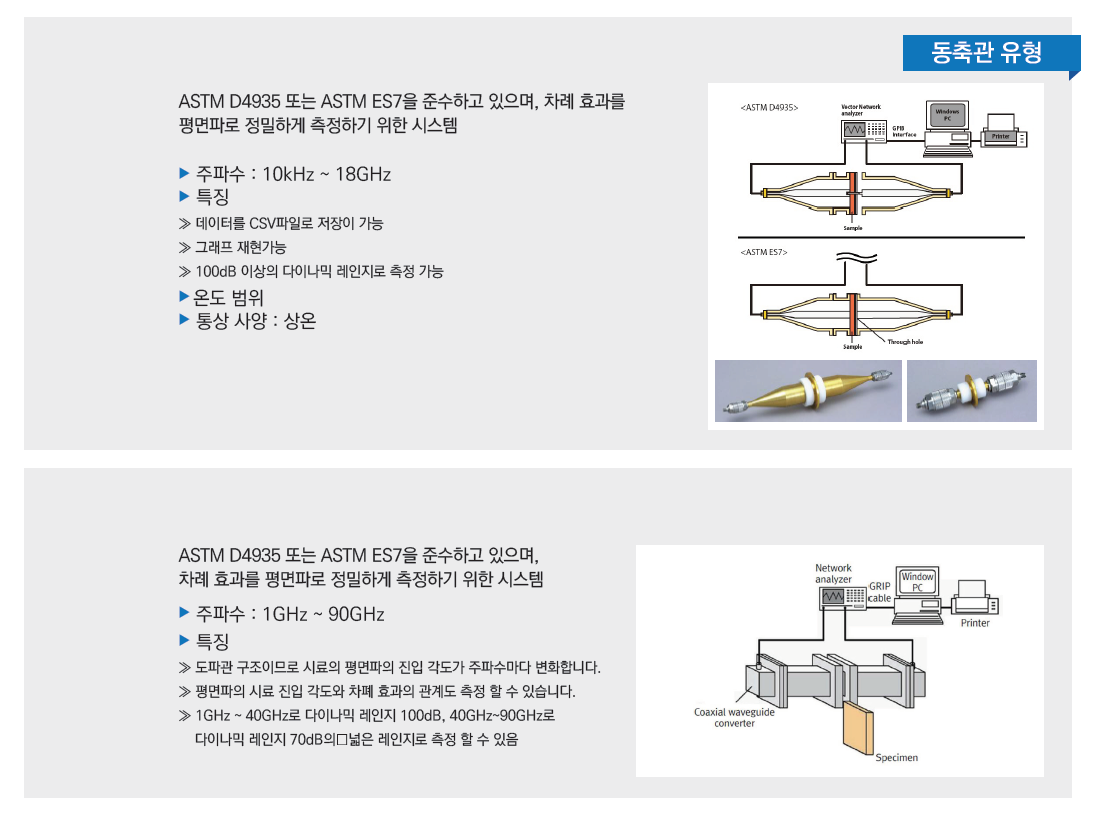 동축관 유형
ASTM D4935 또는 ASTM ES7을 준수하고 있으며, 차례 효과를
평면파로 정밀하게 측정하기 위한 시스템
▶ 주파수 : 10kHz ~ 18GHz
▶ 특징
≫ 데이터를 CSV파일로 저장이 가능
≫ 그래프 재현가능
≫ 100dB 이상의 다이나믹 레인지로 측정 가능
▶ 온도 범위
▶ 통상 사양 : 상온
<ASTM D4935>
Vector Network
analyzer
GPIB
Interface
Windows
PC
Printer
Sample
<ASTM ES7>
Through hole
Sample
ASTM D4935 또는 ASTM ES7을 준수하고 있으며,
차례 효과를 평면파로 정밀하게 측정하기 위한 시스템
▶ 주파수 : 1GHz ~ 90GHz
▶ 특징
≫ 도파관 구조이므로 시료의 평면파의 진입 각도가 주파수마다 변화합니다.
≫ 평면파의 시료 진입 각도와 차폐 효과의 관계도 측정 할 수 있습니다.
≫ 1GHz ~ 40GHz로 다이나믹 레인지 100dB, 40GHz~90GHz로
다이나믹 레인지 70dB의□넓은 레인지로 측정 할 수 있음
Network
analyzer
GRIP
cable
Window
PC
Printer
Coaxial waveguide
converter
Specimen